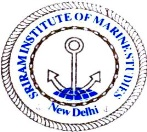 SRIRAM INSTITUTE OF MARINE STUDIES
New Delhi